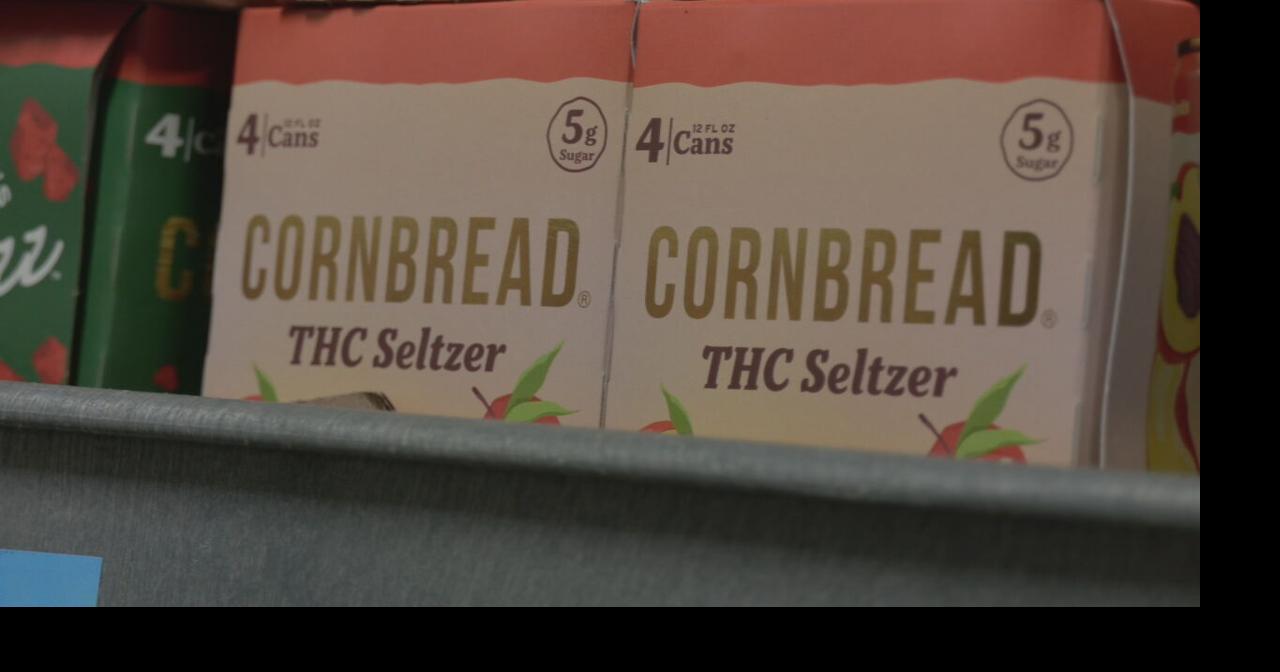 4 | 12 FL OZ
Cans
5g
Sugar
CORNBREAD®
THC Seltzer
4 | 12 FL OZ
Cans
5g
Sugar
CORNBREAD®
THC Seltzer
4